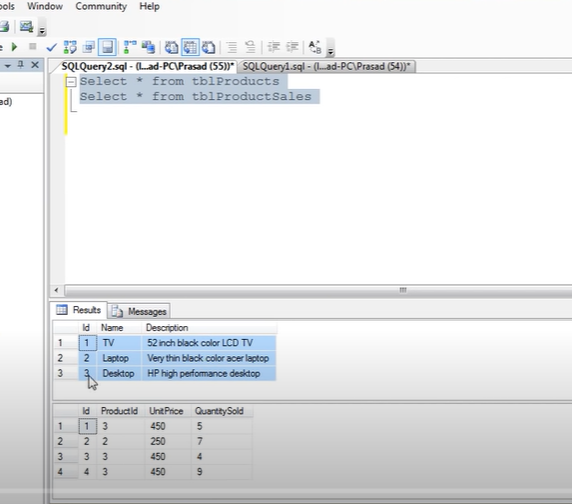 ools Window Community Help
SQLQuery2.sql - (l...ad-PC\Prasad (55))* SQLQuery1.sql - (l...ad-PC\Prasad (54))*
ad)
Select * from tblProducts
Select * from tblProductSales
Results Messages
Id Name Description
1 1 TV 52 inch black color LCD TV
2 2 Laptop Very thin black color acer laptop
3 3 Desktop HP high performance desktop
Id ProductId UnitPrice QuantitySold
1 1 3 450 5
2 2 2 250 7
3 3 3 450 4
4 4 3 450 9